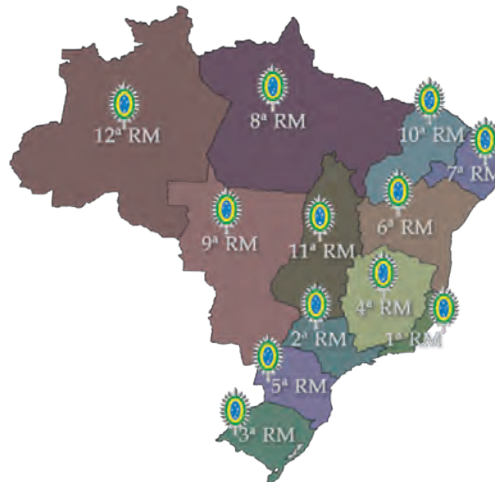 8ª RM
12ª RM
10ª RM
7ª RM
6ª RM
9ª RM
11ª RM
4ª RM
2ª RM
1ª RM
5ª RM
3ª RM